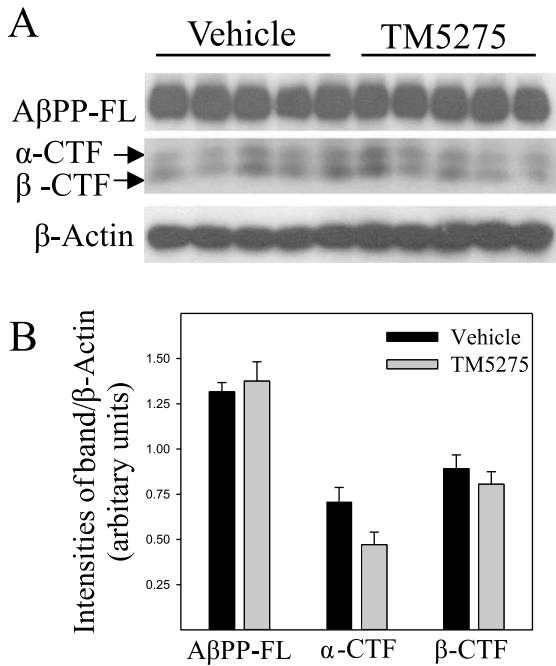 A
Vehicle TM5275
AβPP-FL
α-CTF
β -CTF
β-Actin
B
Intensities of band/β-Actin
(arbitary units)
1.50
1.25
1.00
0.75
0.50
0.25
Vehicle
TM5275
AβPP-FL α-CTF β-CTF